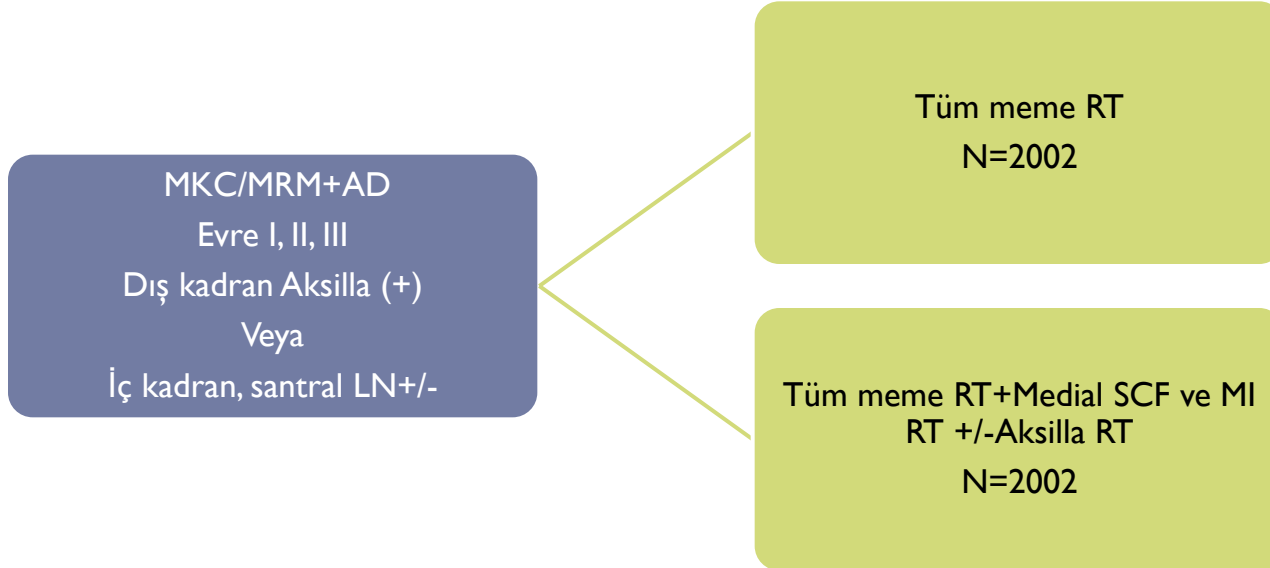 MKC/MRM+AD
Evre I, II, III
Dış kadran Aksilla (+)
Veya
İç kadran, santral LN+/-
Tüm meme RT
N=2002
Tüm meme RT+Medial SCF ve MI
RT +/-Aksilla RT
N=2002